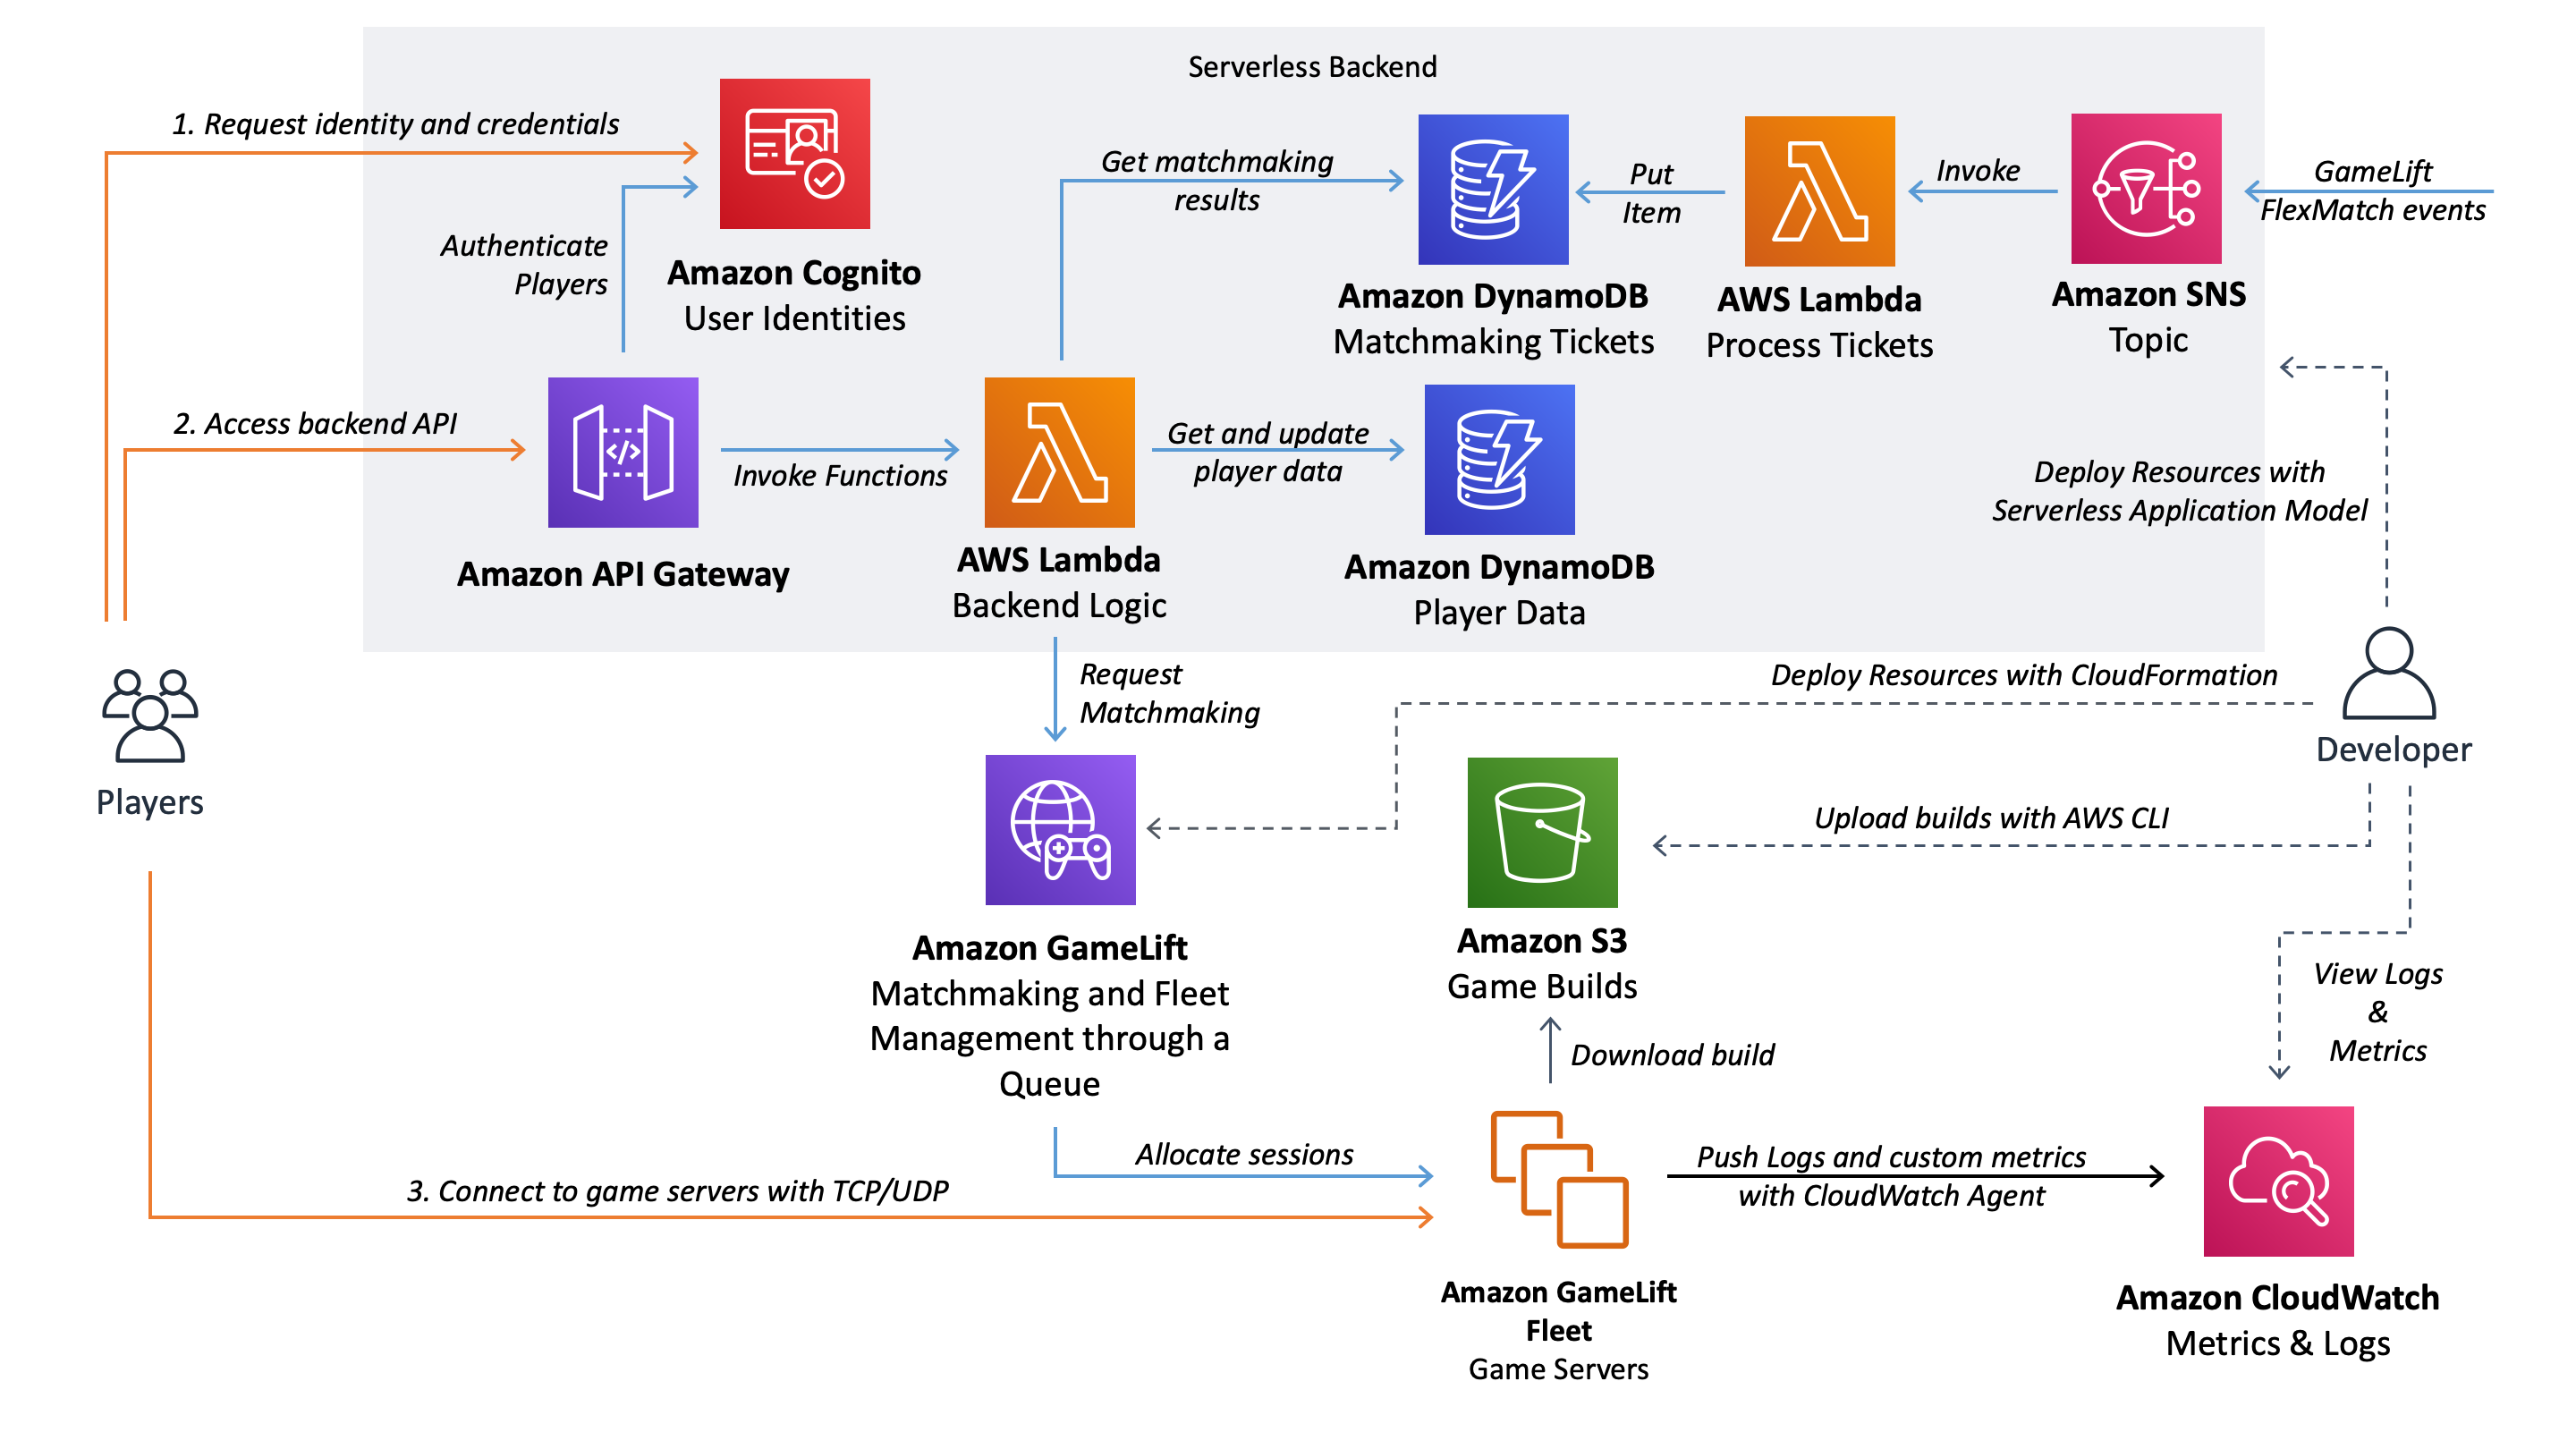 Serverless Backend
1. Request identity and credentials
Authenticate
Players
Amazon Cognito
User Identities
Get matchmaking
results
Amazon DynamoDB
Matchmaking Tickets
Put
Item
AWS Lambda
Process Tickets
Invoke
Amazon SNS
Topic
GameLift
FlexMatch events
2. Access backend API
Amazon API Gateway
Invoke Functions
AWS Lambda
Backend Logic
Get and update
player data
Amazon DynamoDB
Player Data
Deploy Resources with
Serverless Application Model
Players
Request
Matchmaking
Deploy Resources with CloudFormation
Developer
Amazon GameLift
Matchmaking and Fleet
Management through a
Queue
Upload builds with AWS CLI
Amazon S3
Game Builds
View Logs
&
Metrics
Download build
Allocate sessions
3. Connect to game servers with TCP/UDP
Push Logs and custom metrics
with CloudWatch Agent
Amazon GameLift
Fleet
Game Servers
Amazon CloudWatch
Metrics & Logs